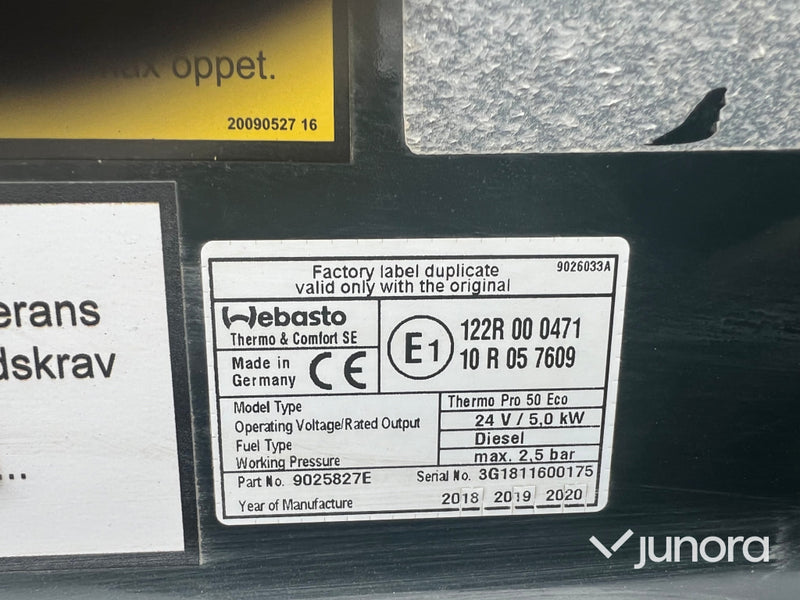 oppet.
20090527 16
erans
dskrav
...
Factory label duplicate
valid only with the original
9026033A
Webasto
Thermo & Comfort SE
Made in
Germany
CE
E1
122R 00 0471
10 R 05 7609
Model Type
Thermo Pro 50 Eco
Operating Voltage/Rated Output
24 V / 5,0 kW
Fuel Type
Diesel
Working Pressure
max. 2,5 bar
Part No. 9025827E
Serial No. 3G1811600175
Year of Manufacture
2018 2019 2020
junora